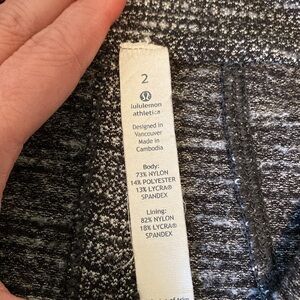 2
lululemon
athletica
Designed in
Vancouver
Made in
Cambodia
Body:
73% NYLON
14% POLYESTER
13% LYCRA®
SPANDEX
Lining:
82% NYLON
18% LYCRA®
SPANDEX